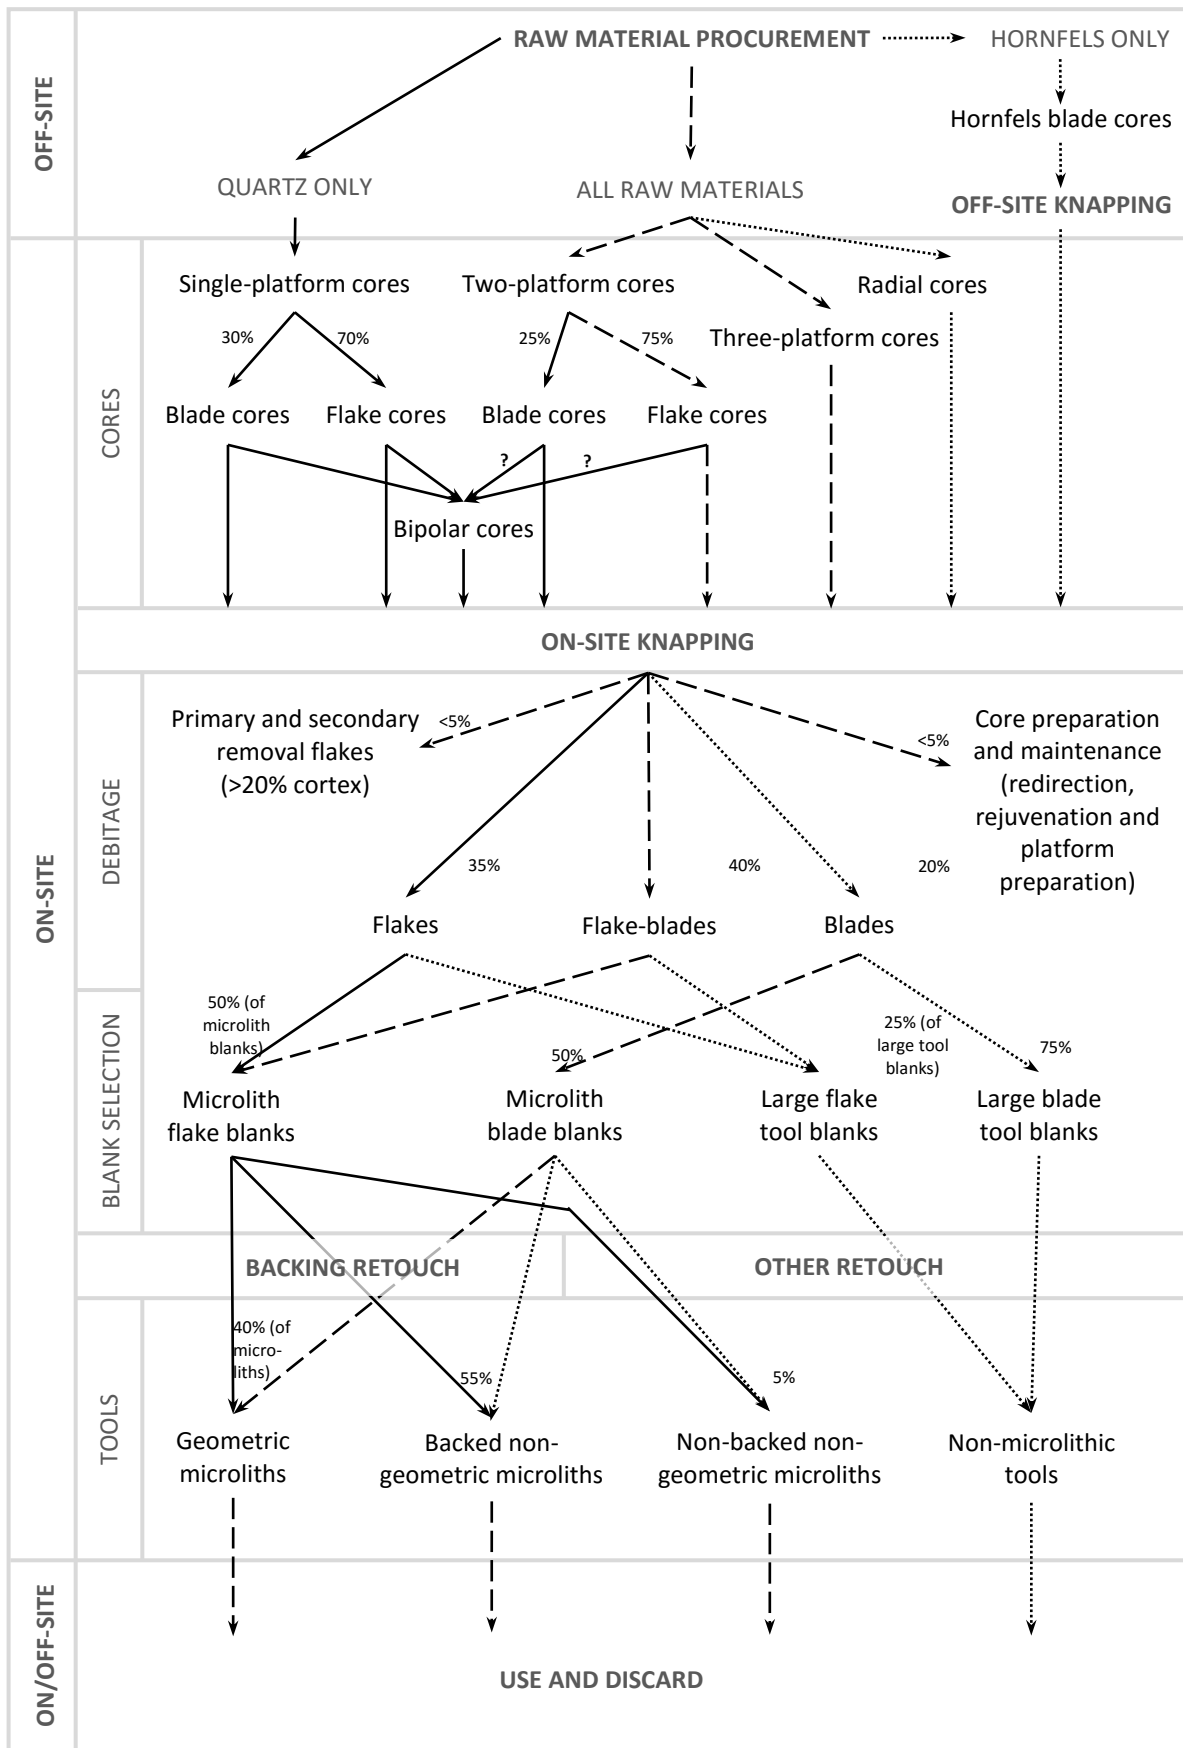 OFF-SITE
RAW MATERIAL PROCUREMENT
HORNFELS ONLY
Hornfels blade cores
QUARTZ ONLY
ALL RAW MATERIALS
OFF-SITE KNAPPING
ON-SITE
CORES
Single-platform cores
Two-platform cores
Radial cores
Three-platform cores
30%
70%
25%
75%
Blade cores
Flake cores
Blade cores
Flake cores
?
?
Bipolar cores
ON-SITE KNAPPING
DEBITAGE
Primary and secondary
removal flakes
(>20% cortex)
<5%
<5%
Core preparation
and maintenance
(redirection,
rejuvenation and
platform
preparation)
35%
40%
20%
Flakes
Flake-blades
Blades
BLANK SELECTION
50% (of
microlith
blanks)
50%
25% (of
large tool
blanks)
75%
Microlith
flake blanks
Microlith
blade blanks
Large flake
tool blanks
Large blade
tool blanks
BACKING RETOUCH
OTHER RETOUCH
TOOLS
40% (of
micro-
liths)
55%
5%
Geometric
microliths
Backed non-
geometric microliths
Non-backed non-
geometric microliths
Non-microlithic
tools
ON/OFF-SITE
USE AND DISCARD